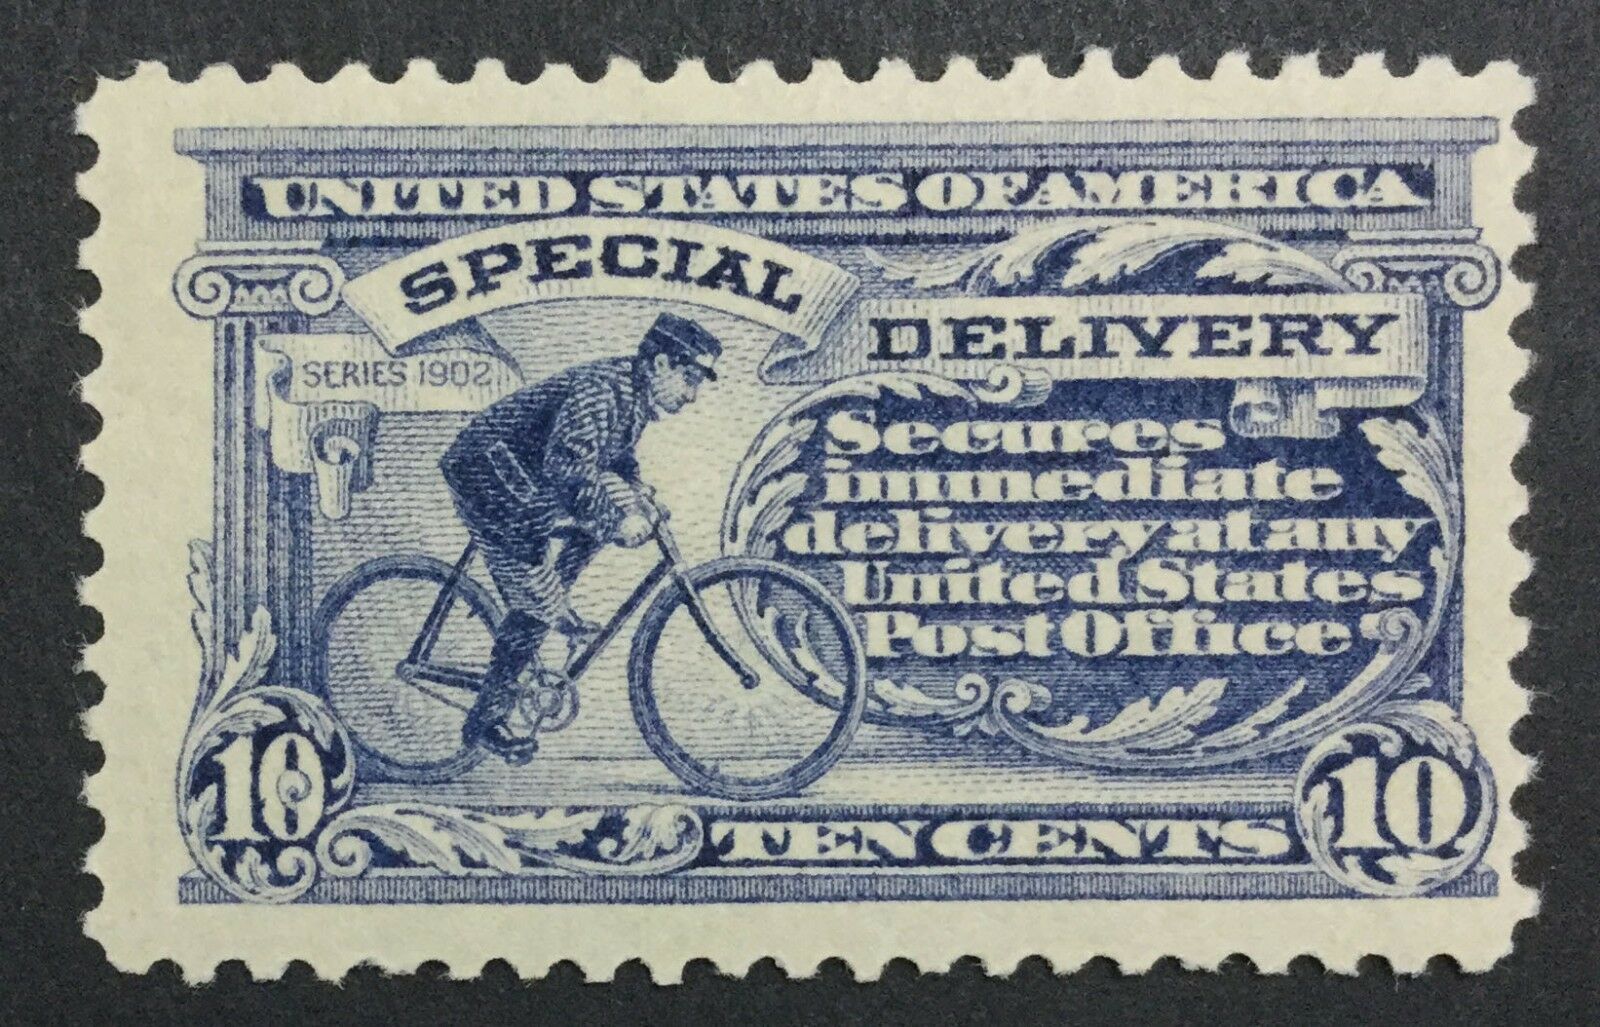 UNITED STATES OF AMERICA
SPECIAL DELIVERY
SERIES 1902
Secures
immediate
delivery at any
United States
Post Office
10 TEN CENTS 10